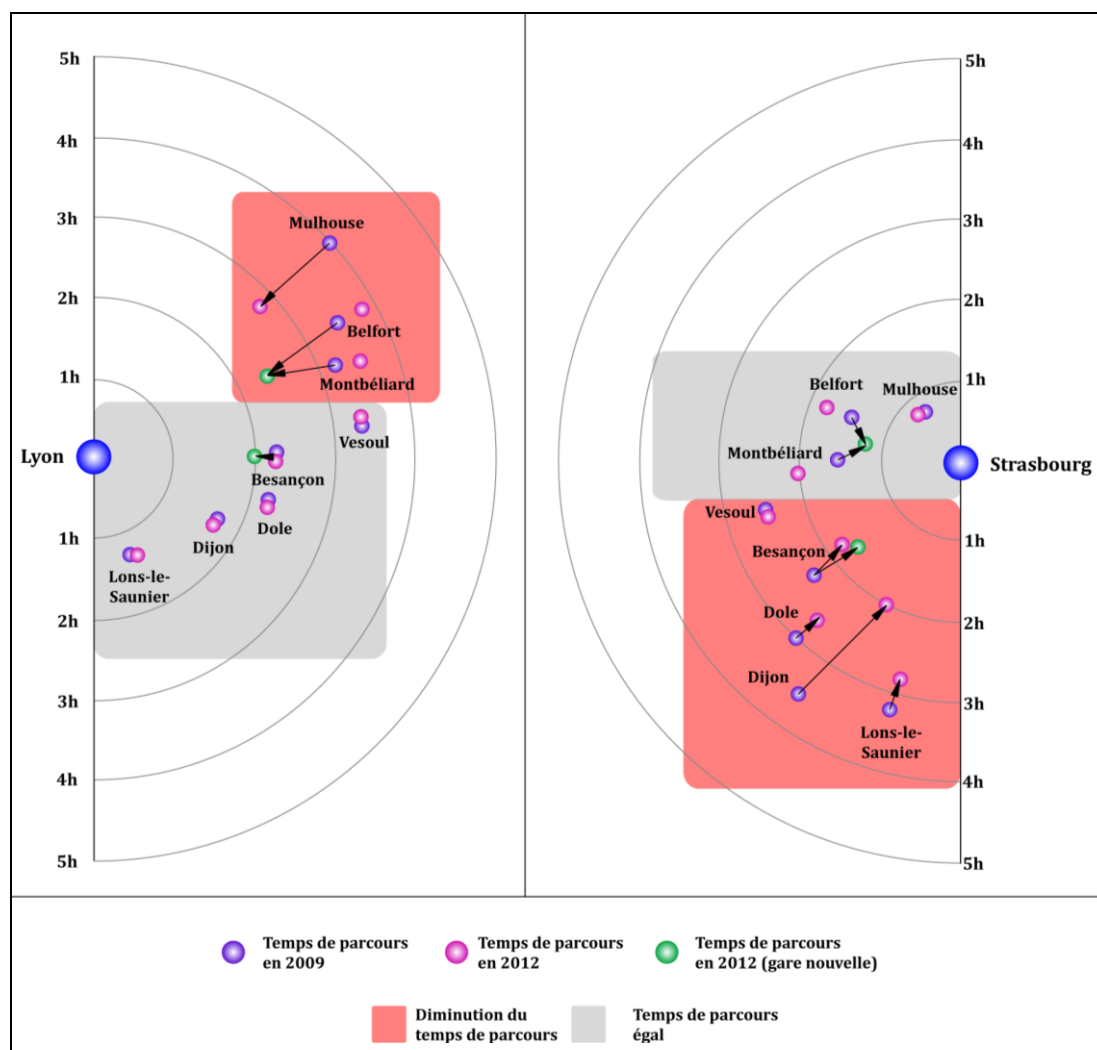 5h
4h
3h
2h
1h
Lyon
1h
2h
3h
4h
5h
Mulhouse
Belfort
Montbéliard
Vesoul
Besançon
Dole
Dijon
Lons-le-
Saunier
5h
4h
3h
2h
1h
Strasbourg
1h
2h
3h
4h
5h
Belfort
Mulhouse
Montbéliard
Vesoul
Besançon
Dole
Dijon
Lons-le-
Saunier
Temps de parcours
en 2009
Temps de parcours
en 2012
Temps de parcours
en 2012 (gare nouvelle)
Diminution du
temps de parcours
Temps de parcours
égal